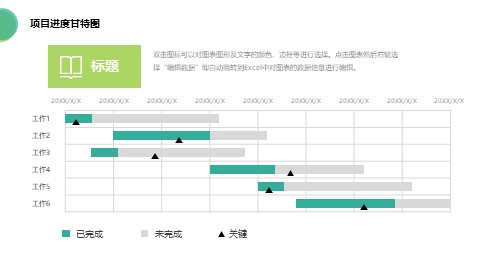 项目进度甘特图
标题
双击图标可以对图表图形及文字的颜色、边框等进行选择。点击图表然后右键选
择“编辑数据”即自动跳转到Excel中对图表的数据信息进行编辑。
20XX/X/X 20XX/X/X 20XX/X/X 20XX/X/X 20XX/X/X 20XX/X/X 20XX/X/X 20XX/X/X 20XX/X/X
工作1
工作2
工作3
工作4
工作5
工作6
已完成 未完成 关键